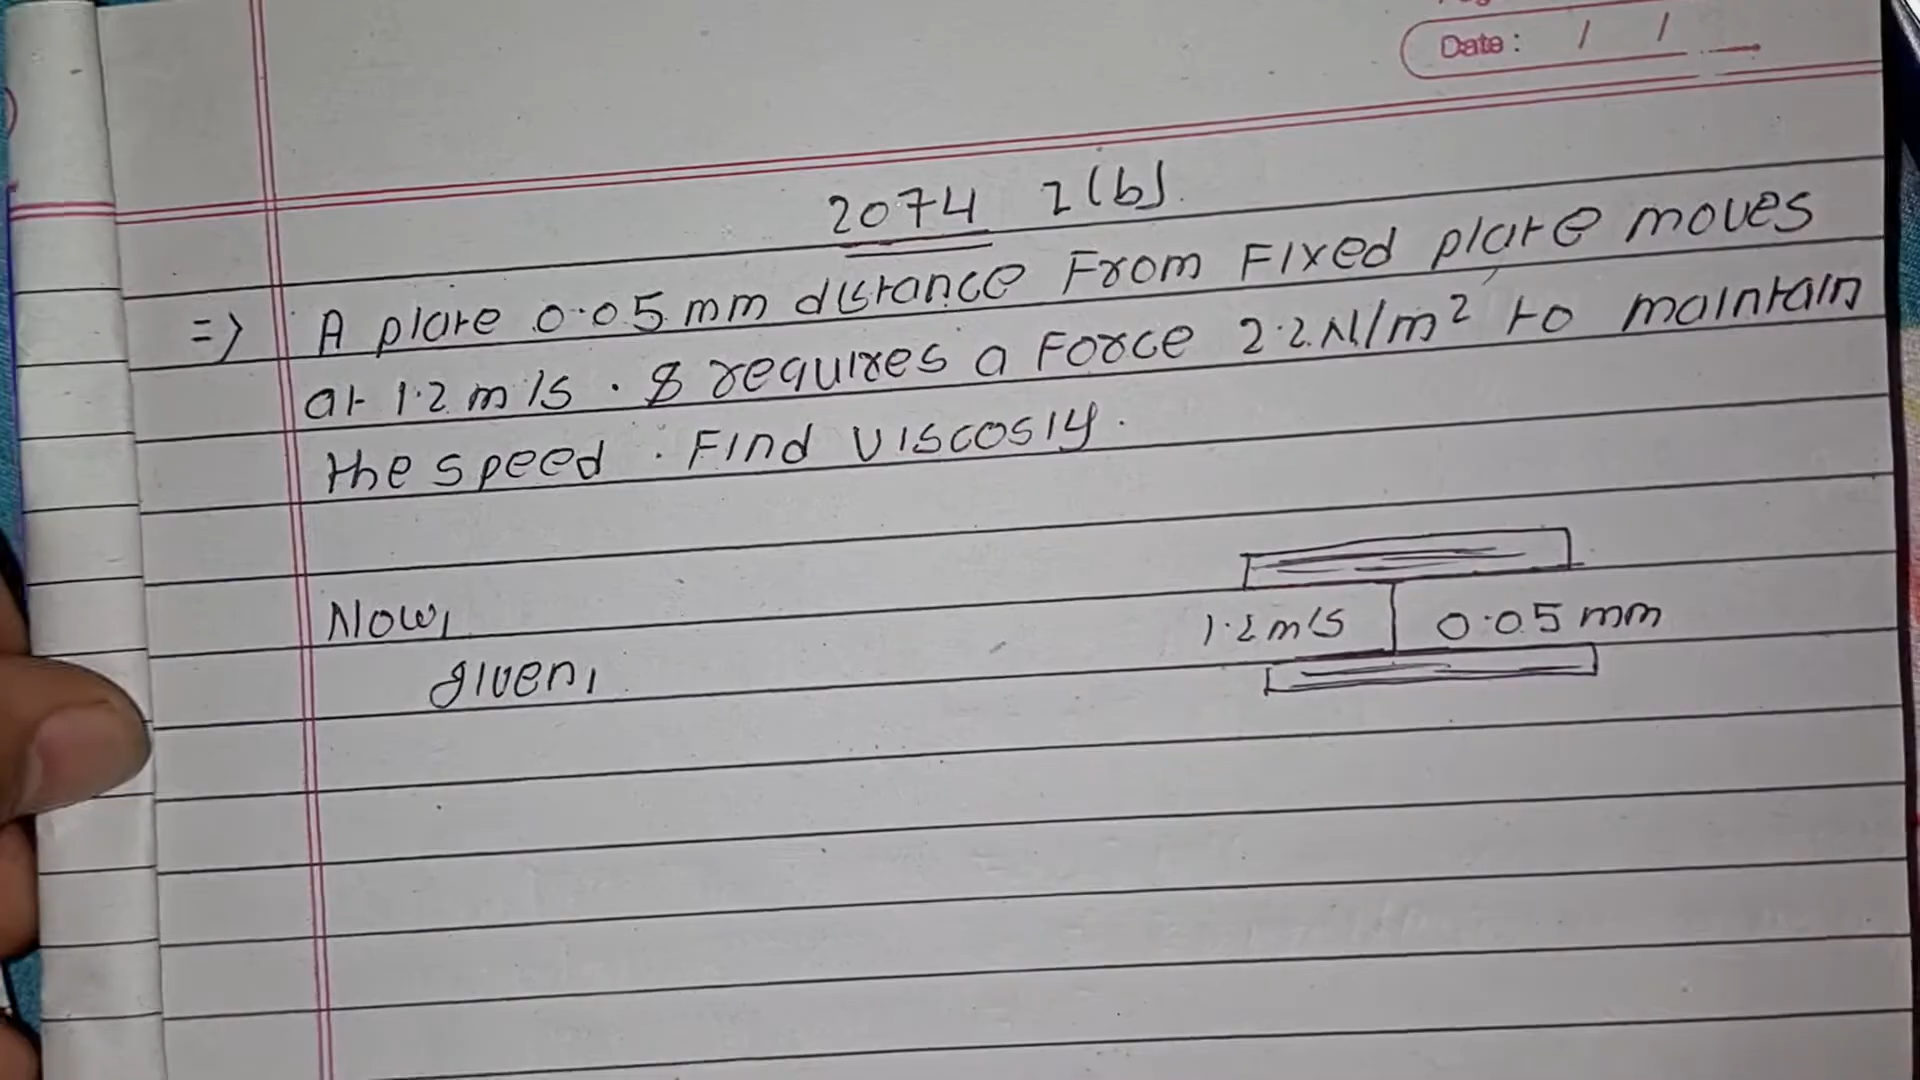 Date: / /
2074 2(b).
=> A plate 0.05 mm distance From Fixed plate moves
at 1.2 m/s. & requires a Force 2.2 N/m² to maintain
the speed. Find viscosiy.
Now,
given,
1.2 m/s 0.05 mm